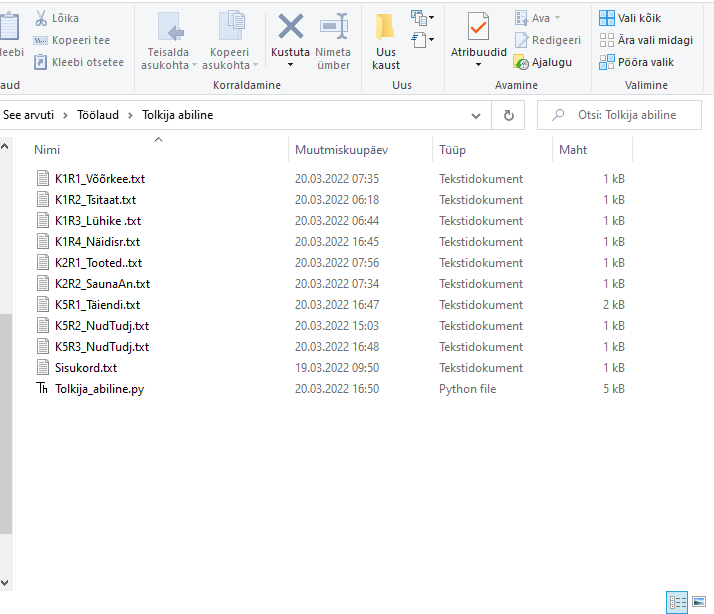 Lõika
Kopeeri tee
Kleebi otsetee
Teisalda asukohta
Kopeeri asukohta
Kustuta
Nimeta ümber
Korraldamine
Uus kaust
Uus
Atribuudid
Ava
Redigeeri
Ajalugu
Avamine
Vali kõik
Ära vali midagi
Pööra valik
Valimine
See arvuti > Töölaud > Tolkija abiline
Otsi: Tolkija abiline
Nimi Muutmiskuupäev Tüüp Maht
K1R1_Võõrkee.txt 20.03.2022 07:35 Tekstidokument 1 kB
K1R2_Tsitaat.txt 20.03.2022 06:18 Tekstidokument 1 kB
K1R3_Lühike .txt 20.03.2022 06:44 Tekstidokument 1 kB
K1R4_Näidisr.txt 20.03.2022 16:45 Tekstidokument 1 kB
K2R1_Tooted..txt 20.03.2022 07:56 Tekstidokument 1 kB
K2R2_SaunaAn.txt 20.03.2022 07:34 Tekstidokument 1 kB
K5R1_Täiendi.txt 20.03.2022 16:47 Tekstidokument 2 kB
K5R2_NudTudj.txt 20.03.2022 15:03 Tekstidokument 1 kB
K5R3_NudTudj.txt 20.03.2022 16:48 Tekstidokument 1 kB
Sisukord.txt 19.03.2022 09:50 Tekstidokument 1 kB
Tolkija_abiline.py 20.03.2022 16:50 Python file 5 kB